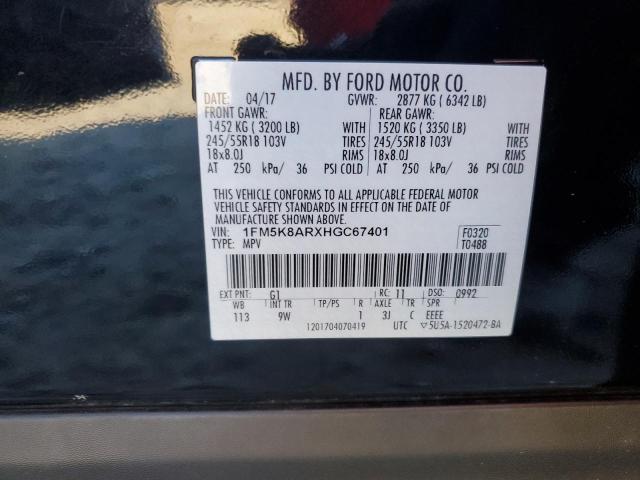 MFD. BY FORD MOTOR CO.
DATE: 04/17 GVWR: 2877 KG ( 6342 LB)
FRONT GAWR: REAR GAWR:
1452 KG ( 3200 LB) WITH 1520 KG ( 3350 LB) WITH
245/55R18 103V TIRES 245/55R18 103V TIRES
18x8.0J RIMS 18x8.0J RIMS
AT 250 kPa/ 36 PSI COLD AT 250 kPa/ 36 PSI COLD
THIS VEHICLE CONFORMS TO ALL APPLICABLE FEDERAL MOTOR
VEHICLE SAFETY STANDARDS IN EFFECT ON THE DATE OF
MANUFACTURE SHOWN ABOVE.
VIN: 1FM5K8ARXHGC67401 F0320
TYPE: MPV T0488
EXT PNT: G1 RC: 11 DSO: 0992
WB INT TR TP/PS R AXLE TR SPR
113 9W 1 3J C EEEE
1201704070419 UTC ▽5U5A-1520472-BA